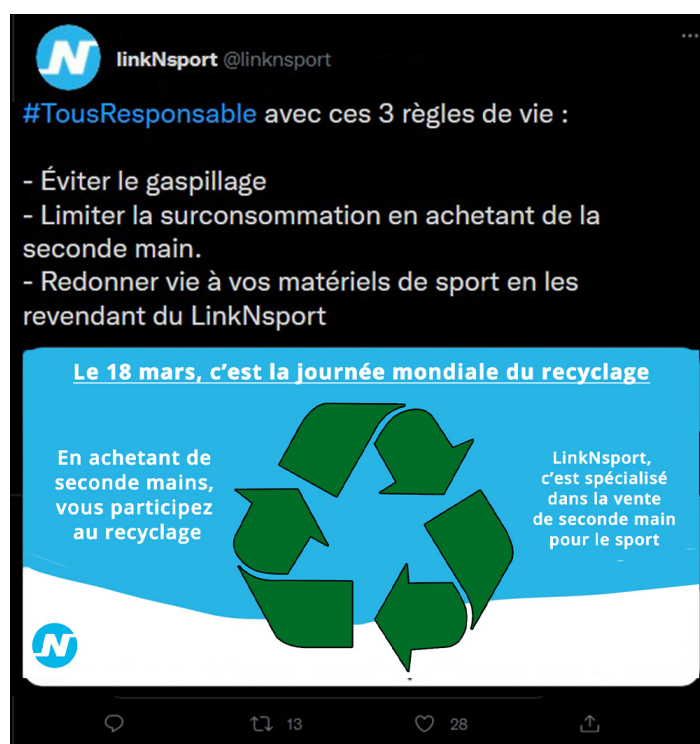 linkNsport @linknsport
#TousResponsable avec ces 3 règles de vie :
- Éviter le gaspillage
- Limiter la surconsommation en achetant de la
seconde main.
- Redonner vie à vos matériels de sport en les
revendant du LinkNsport
Le 18 mars, c’est la journée mondiale du recyclage
En achetant de
seconde mains,
vous participez
au recyclage
LinkNsport,
c’est spécialisé
dans la vente
de seconde main
pour le sport
N
13
28